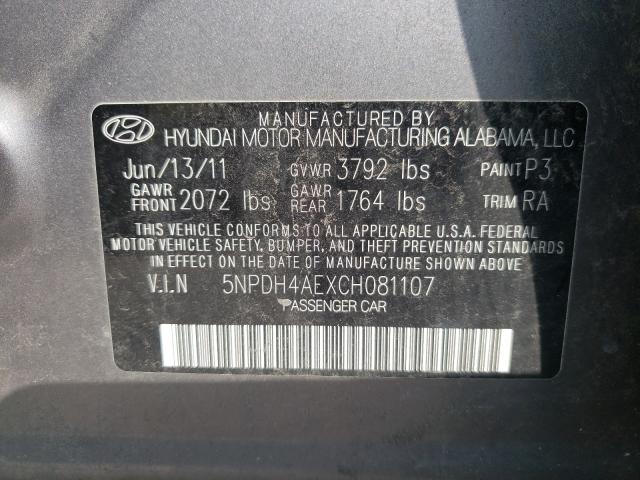 MANUFACTURED BY
HYUNDAI MOTOR MANUFACTURING ALABAMA, LLC
Jun/13/11 GVWR 3792 lbs PAINT P3
GAWR FRONT 2072 lbs GAWR REAR 1764 lbs TRIM RA
THIS VEHICLE CONFORMS TO ALL APPLICABLE U.S.A. FEDERAL
MOTOR VEHICLE SAFETY, BUMPER, AND THEFT PREVENTION STANDARDS
IN EFFECT ON THE DATE OF MANUFACTURE SHOWN ABOVE.
V.I.N 5NPDH4AEXCH081107
PASSENGER CAR